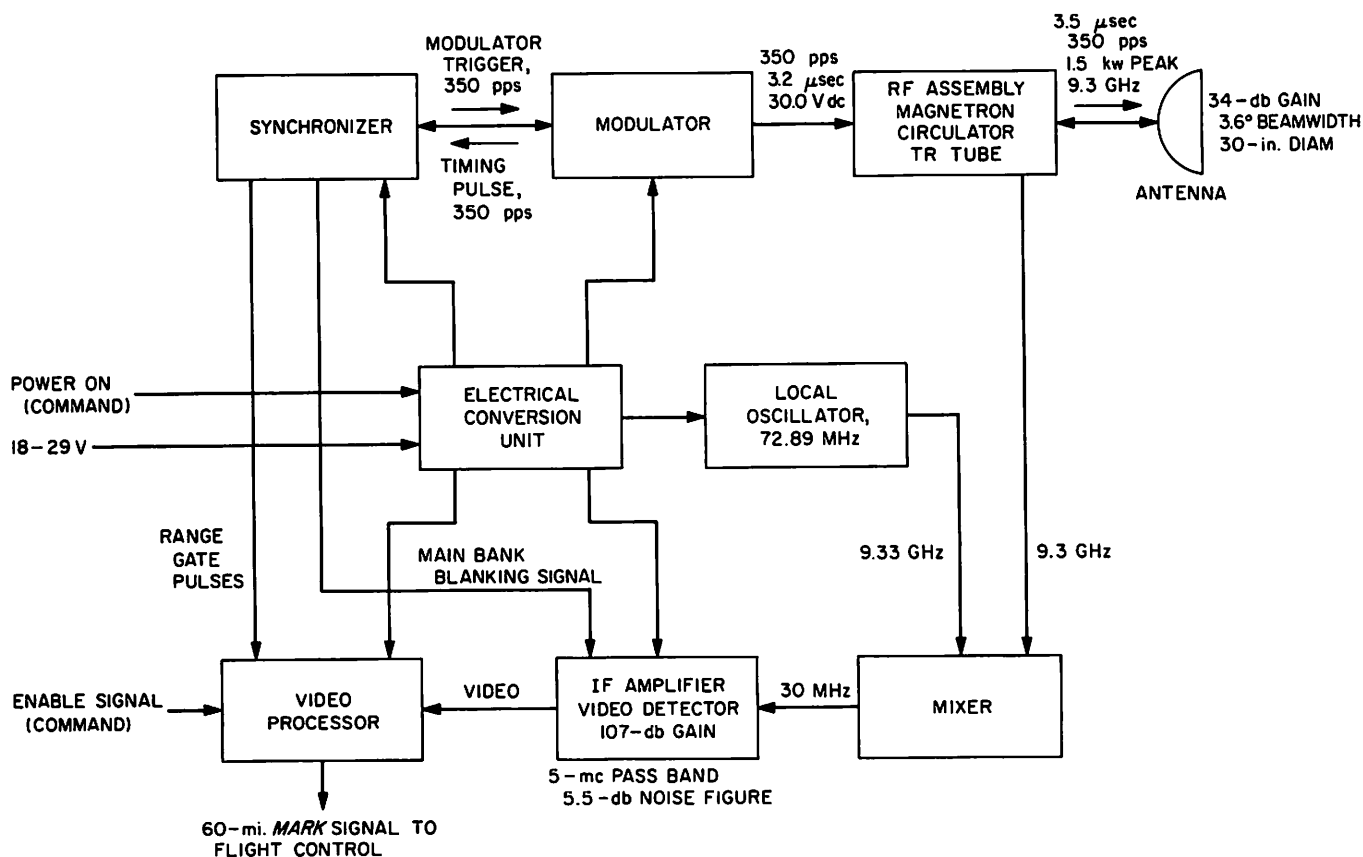 MODULATOR
TRIGGER,
350 pps
350 pps
3.2 μsec
30.0 Vdc
3.5 μsec
350 pps
1.5 kw PEAK
9.3 GHz
SYNCHRONIZER
MODULATOR
RF ASSEMBLY
MAGNETRON
CIRCULATOR
TR TUBE
34-db GAIN
3.6° BEAMWIDTH
30-in. DIAM
ANTENNA
TIMING
PULSE,
350 pps
POWER ON
(COMMAND)
18-29 V
ELECTRICAL
CONVERSION
UNIT
LOCAL
OSCILLATOR,
72.89 MHz
RANGE
GATE
PULSES
MAIN BANK
BLANKING SIGNAL
9.33 GHz
9.3 GHz
ENABLE SIGNAL
(COMMAND)
VIDEO
PROCESSOR
VIDEO
IF AMPLIFIER
VIDEO DETECTOR
107-db GAIN
30 MHz
MIXER
5-mc PASS BAND
5.5-db NOISE FIGURE
60-mi. MARK SIGNAL TO
FLIGHT CONTROL